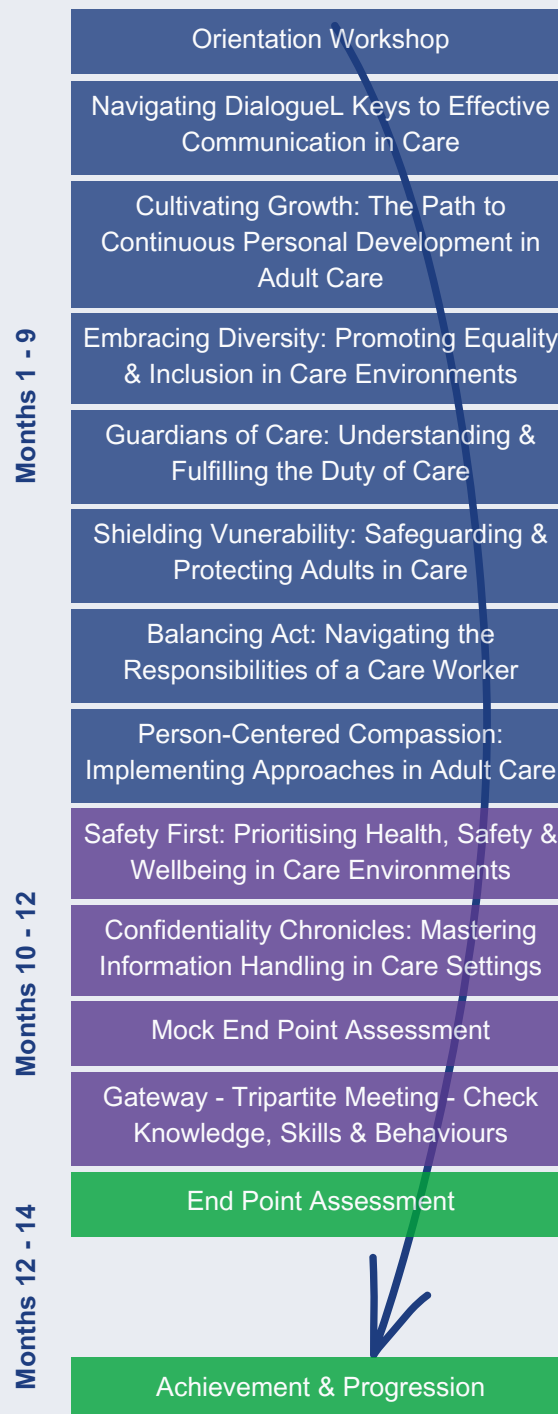 Orientation Workshop
Navigating DialogueL Keys to Effective
Communication in Care
Cultivating Growth: The Path to
Continuous Personal Development in
Adult Care
Months 1 - 9
Embracing Diversity: Promoting Equality
& Inclusion in Care Environments
Guardians of Care: Understanding &
Fulfilling the Duty of Care
Shielding Vunerability: Safeguarding &
Protecting Adults in Care
Balancing Act: Navigating the
Responsibilities of a Care Worker
Person-Centered Compassion:
Implementing Approaches in Adult Care
Months 10 - 12
Safety First: Prioritising Health, Safety &
Wellbeing in Care Environments
Confidentiality Chronicles: Mastering
Information Handling in Care Settings
Mock End Point Assessment
Gateway - Tripartite Meeting - Check
Knowledge, Skills & Behaviours
Months 12 - 14
End Point Assessment
Achievement & Progression